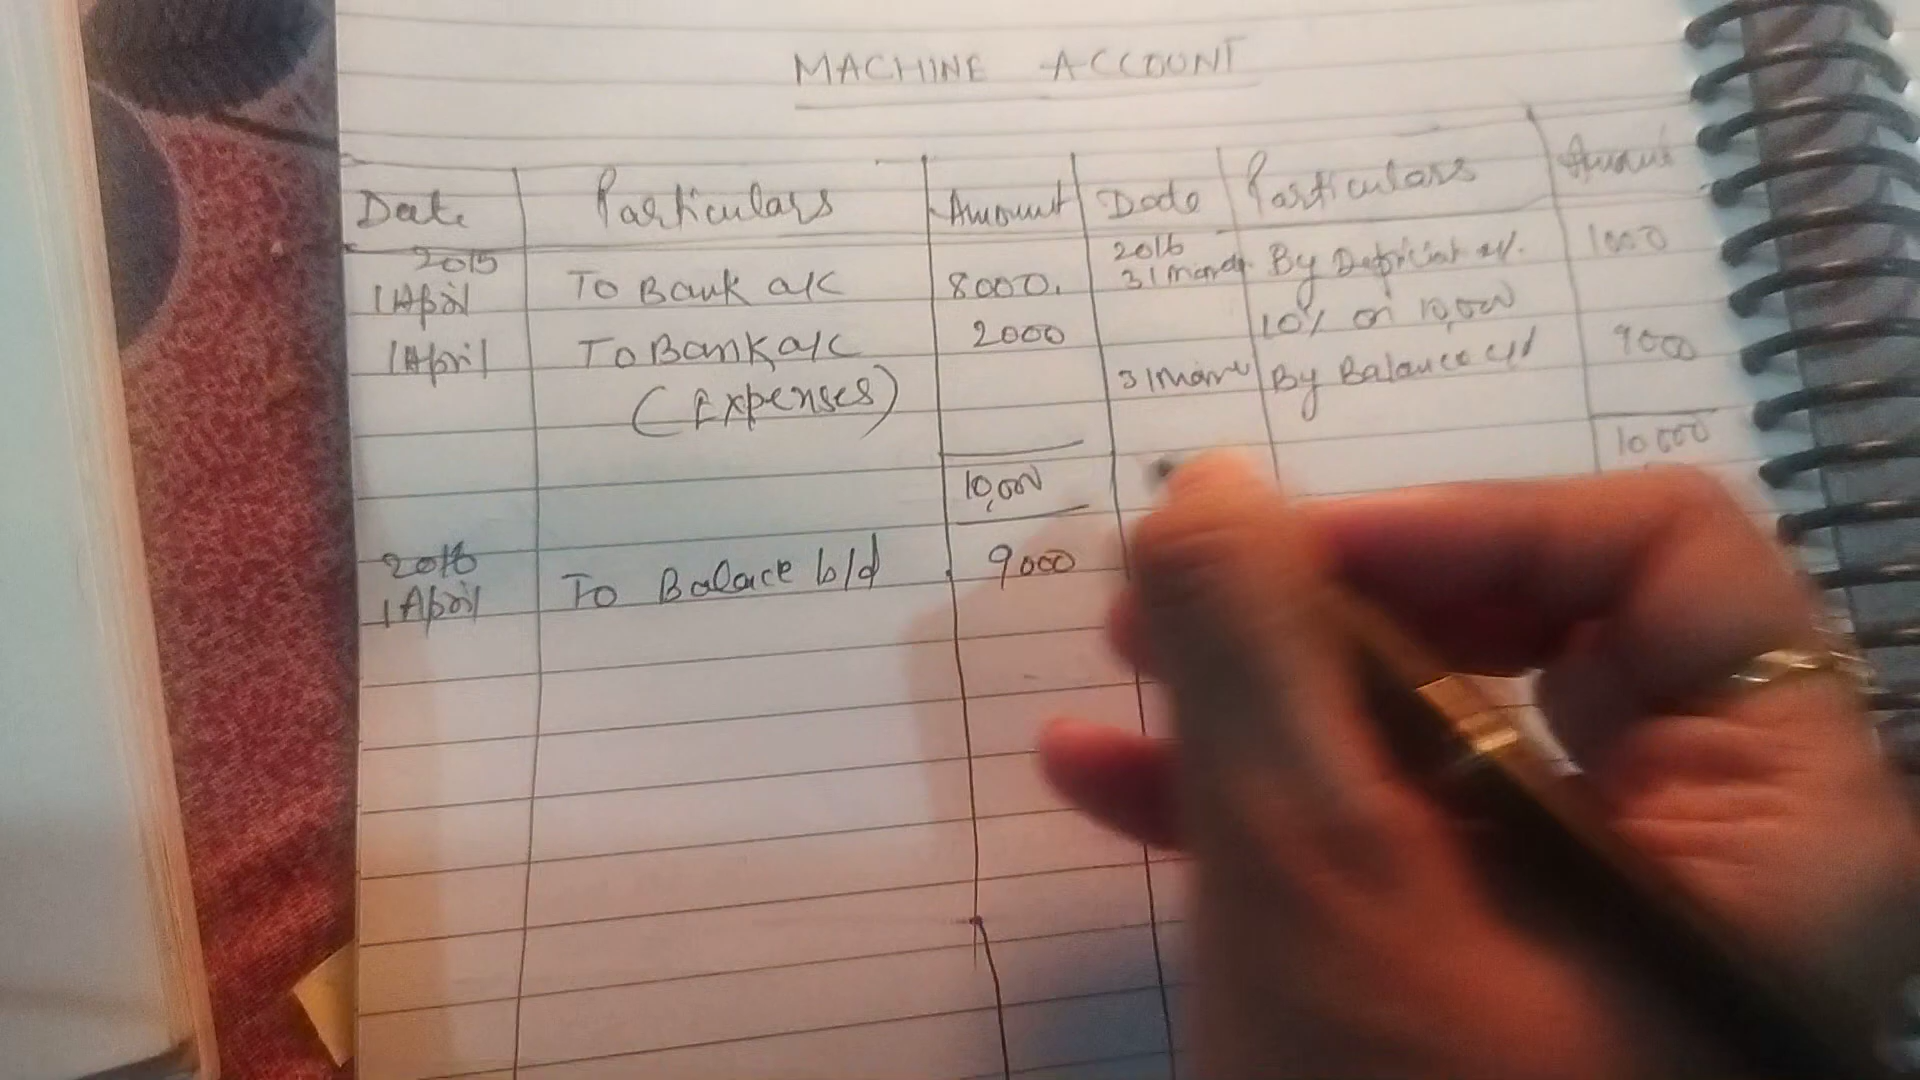 MACHINE ACCOUNT
Date Particulars Amount Date Particulars Amount
2015 2016
1 April To Bank a/c 8000. 31 March By Depriciat a/. 1000
10% on 10,000
1 April To Bank a/c 2000
(Expenses) 31 March By Balance c/d 9000
10,000 10,000
2016
1 April To Balace b/d 9000